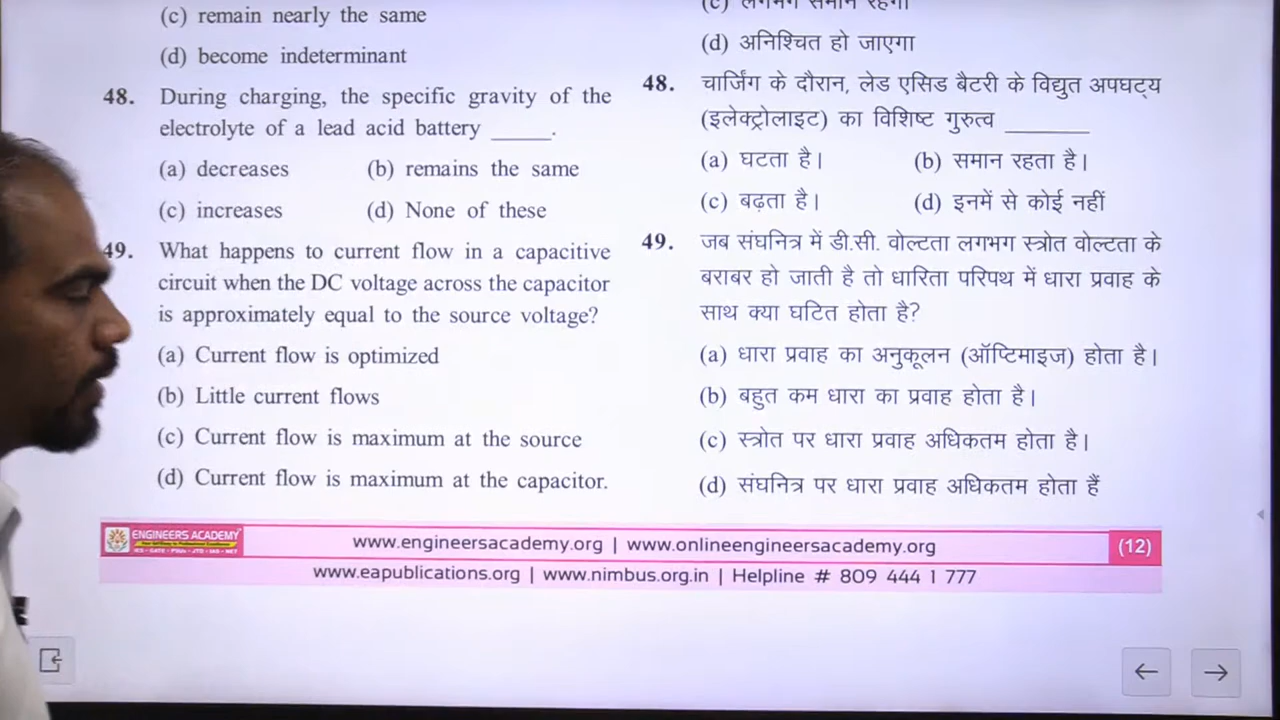 (c) remain nearly the same
(d) become indeterminant
48. During charging, the specific gravity of the
electrolyte of a lead acid battery _____.
(a) decreases (b) remains the same
(c) increases (d) None of these
49. What happens to current flow in a capacitive
circuit when the DC voltage across the capacitor
is approximately equal to the source voltage?
(a) Current flow is optimized
(b) Little current flows
(c) Current flow is maximum at the source
(d) Current flow is maximum at the capacitor.
(c) लगभग समान रहेगा
(d) अनिश्चित हो जाएगा
48. चार्जिंग के दौरान, लेड एसिड बैटरी के विद्युत अपघट्य
(इलेक्ट्रोलाइट) का विशिष्ट गुरुत्व _______
(a) घटता है। (b) समान रहता है।
(c) बढ़ता है। (d) इनमें से कोई नहीं
49. जब संघनित्र में डी.सी. वोल्टता लगभग स्त्रोत वोल्टता के
बराबर हो जाती है तो धारिता परिपथ में धारा प्रवाह के
साथ क्या घटित होता है?
(a) धारा प्रवाह का अनुकूलन (ऑप्टिमाइज) होता है।
(b) बहुत कम धारा का प्रवाह होता है।
(c) स्त्रोत पर धारा प्रवाह अधिकतम होता है।
(d) संघनित्र पर धारा प्रवाह अधिकतम होता हैं
ENGINEERS ACADEMY
www.engineersacademy.org | www.onlineengineersacademy.org (12)
www.eapublications.org | www.nimbus.org.in | Helpline # 809 444 1 777